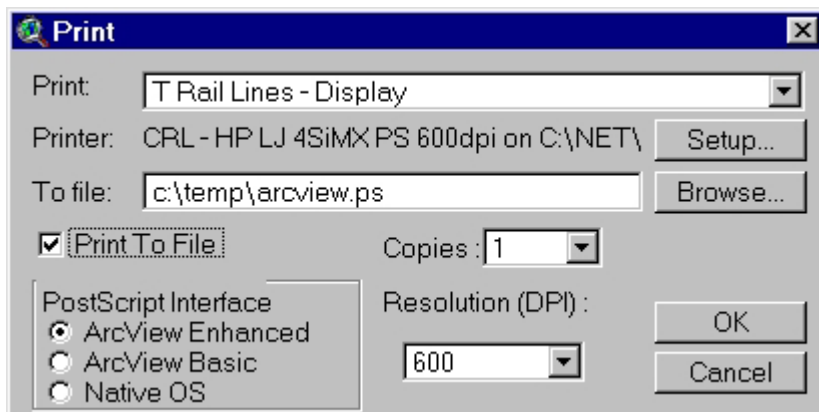 Print
Print: T Rail Lines - Display
Printer: CRL - HP LJ 4SiMX PS 600dpi on C:\NET\ Setup...
To file: c:\temp\arcview.ps Browse...
Print To File Copies : 1
PostScript Interface Resolution (DPI) :
ArcView Enhanced OK
ArcView Basic 600
Native OS Cancel